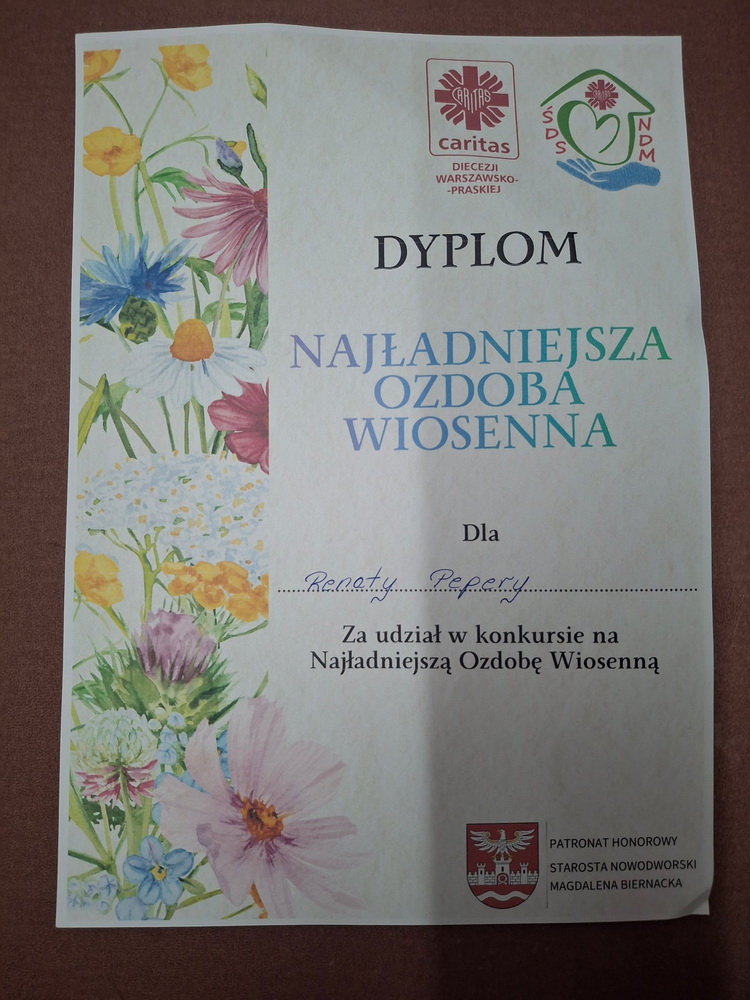 CARITAS
caritas
DIECEZJI
WARSZAWSKO-
-PRASKIEJ
CARITAS
ŚDS
NDM
DYPLOM
NAJŁADNIEJSZA
OZDOBA
WIOSENNA
Dla
Renaty Pepery
Za udział w konkursie na
Najładniejszą Ozdobę Wiosenną
PATRONAT HONOROWY
STAROSTA NOWODWORSKI
MAGDALENA BIERNACKA